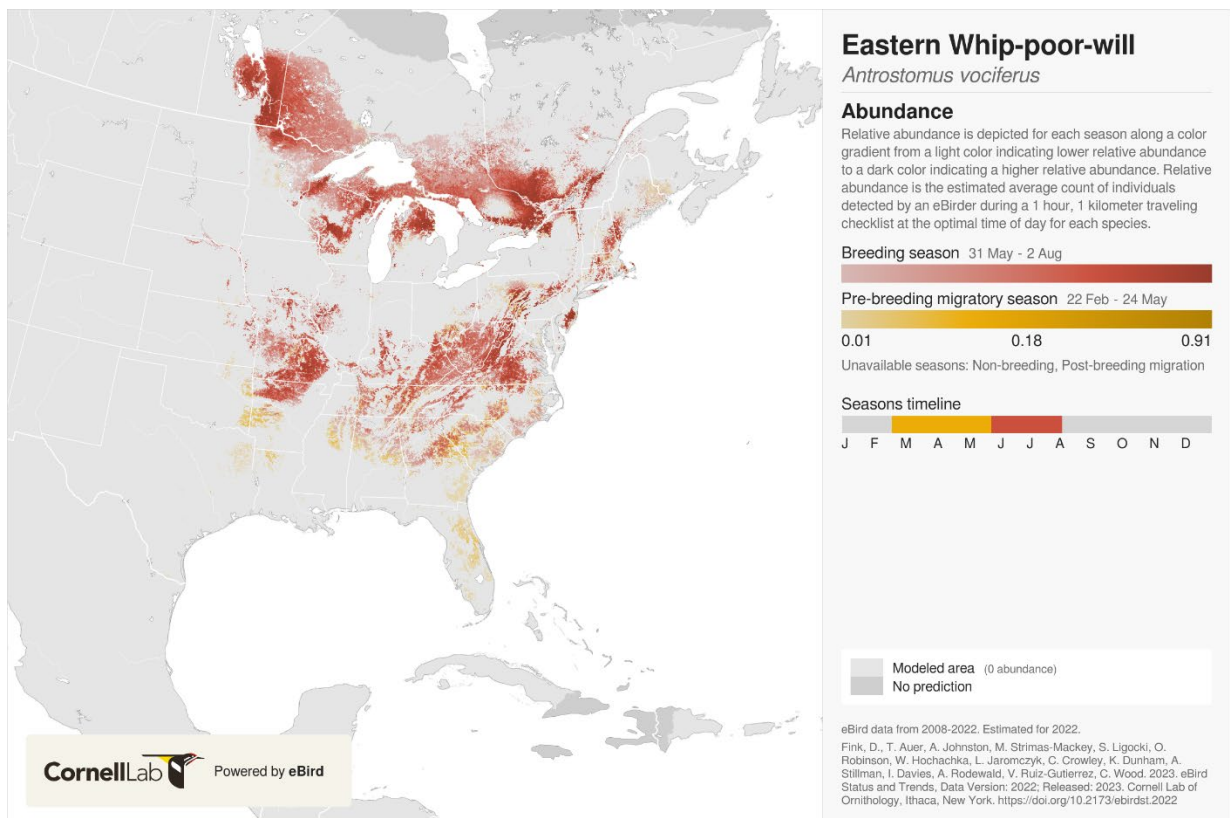 Eastern Whip-poor-will
Antrostomus vociferus
Abundance
Relative abundance is depicted for each season along a color
gradient from a light color indicating lower relative abundance
to a dark color indicating a higher relative abundance. Relative
abundance is the estimated average count of individuals
detected by an eBirder during a 1 hour, 1 kilometer traveling
checklist at the optimal time of day for each species.
Breeding season 31 May - 2 Aug
Pre-breeding migratory season 22 Feb - 24 May
0.01 0.18 0.91
Unavailable seasons: Non-breeding, Post-breeding migration
Seasons timeline
J F M A M J J A S O N D
Modeled area (0 abundance)
No prediction
eBird data from 2008-2022. Estimated for 2022.
Fink, D., T. Auer, A. Johnston, M. Strimas-Mackey, S. Ligocki, O.
Robinson, W. Hochachka, L. Jaromczyk, C. Crowley, K. Dunham, A.
Stillman, I. Davies, A. Rodewald, V. Ruiz-Gutierrez, C. Wood. 2023. eBird
Status and Trends, Data Version: 2022; Released: 2023. Cornell Lab of
Ornithology, Ithaca, New York. https://doi.org/10.2173/ebirdst.2022
CornellLab Powered by eBird